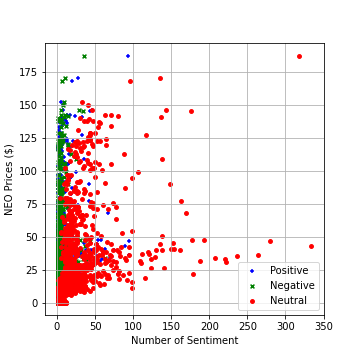 NEO Prices ($)
175
150
125
100
75
50
25
0
0 50 100 150 200 250 300 350
Number of Sentiment
Positive
Negative
Neutral